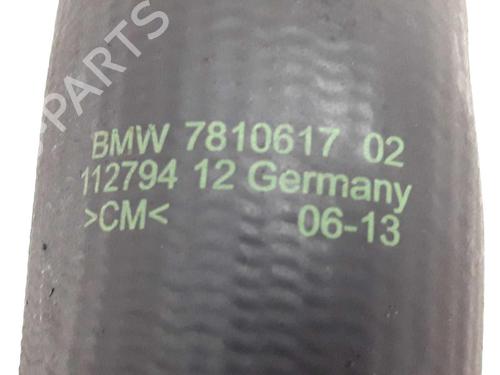 BMW 7810617 02
112794 12 Germany
>CM< 06-13
PARTS